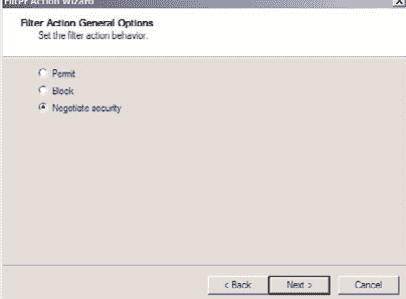 Filter Action Wizard
Filter Action General Options
Set the filter action behavior.
Permit
Block
Negotiate security
< Back
Next >
Cancel